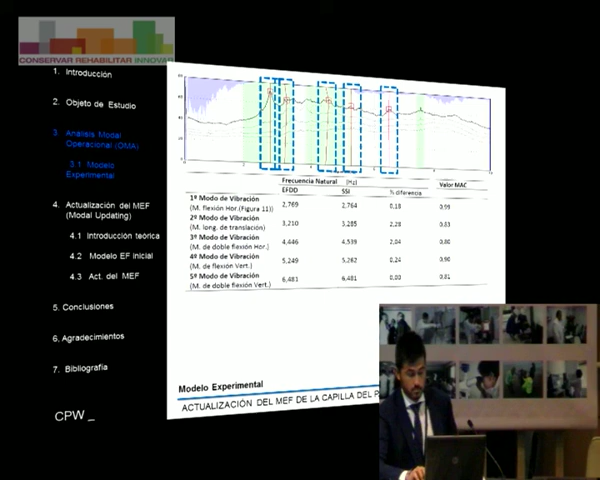 CONSERVAR REHABILITAR INNOVAR
1. Introducción
2. Objeto de Estudio
3. Análisis Modal
Operacional (OMA)
3.1 Modelo
Experimental
4. Actualización del MEF
(Modal Updating)
4.1 Introducción teórica
4.2 Modelo EF inicial
4.3 Act. del MEF
5. Conclusiones
6. Agradecimientos
7. Bibliografía
CPW_
Frecuencia Natural (Hz)
EFDD SSI % diferencia Valor MAC
1º Modo de Vibración
(M. flexión Hor.(Figura 11)) 2,769 2,764 0,18 0,99
2º Modo de Vibración
(M. long. de translación) 3,210 3,285 2,28 0,83
3º Modo de Vibración
(M. de doble flexión Hor.) 4,446 4,539 2,04 0,80
4º Modo de Vibración
(M. de flexión Vert.) 5,249 5,262 0,24 0,90
5º Modo de Vibración
(M. de doble flexión Vert.) 6,481 6,481 0,00 0,81
Modelo Experimental
ACTUALIZACIÓN DEL MEF DE LA CAPILLA DEL